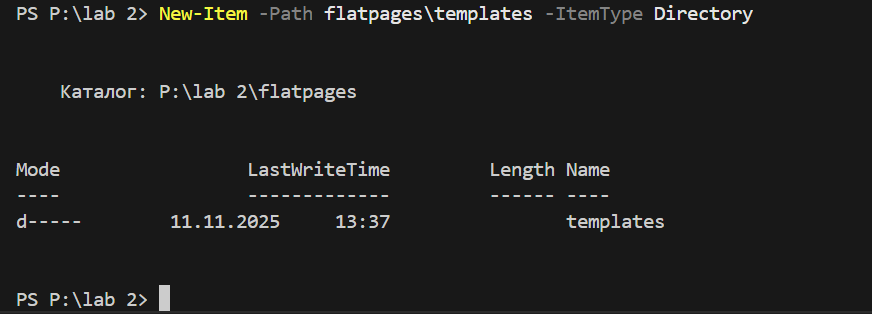 PS P:\lab 2> New-Item -Path flatpages\templates -ItemType Directory
Каталог: P:\lab 2\flatpages
Mode LastWriteTime Length Name
---- ------------- ------ ----
d----- 11.11.2025 13:37 templates
PS P:\lab 2>